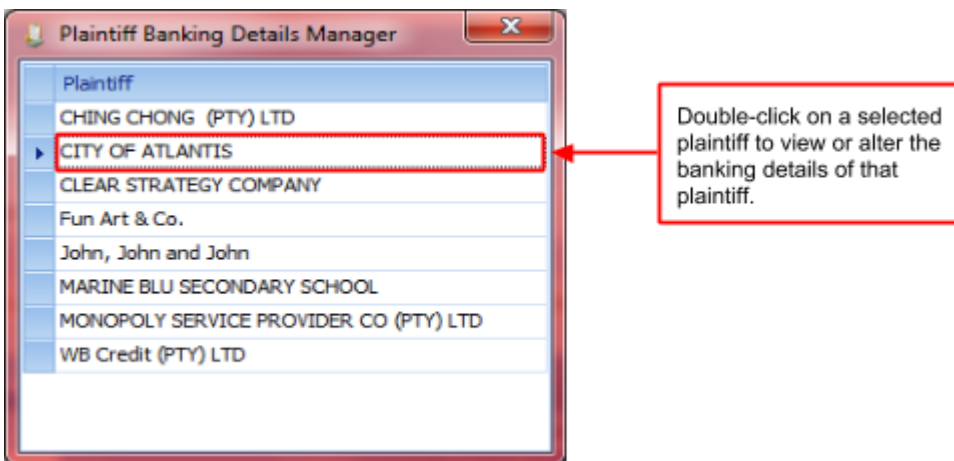 Plaintiff Banking Details Manager
Plaintiff
CHING CHONG (PTY) LTD
CITY OF ATLANTIS
CLEAR STRATEGY COMPANY
Fun Art & Co.
John, John and John
MARINE BLU SECONDARY SCHOOL
MONOPOLY SERVICE PROVIDER CO (PTY) LTD
WB Credit (PTY) LTD
Double-click on a selected
plaintiff to view or alter the
banking details of that
plaintiff.